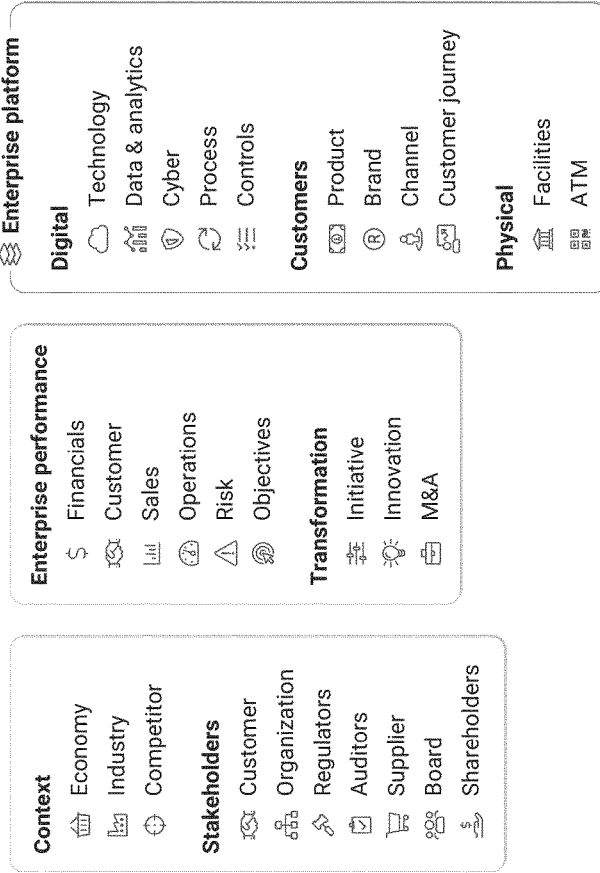 Context
Economy
Industry
Competitor
Stakeholders
Customer
Organization
Regulators
Auditors
Supplier
Board
Shareholders
Enterprise performance
Financials
Customer
Sales
Operations
Risk
Objectives
Transformation
Initiative
Innovation
M&A
Enterprise platform
Digital
Technology
Data & analytics
Cyber
Process
Controls
Customers
Product
Brand
Channel
Customer journey
Physical
Facilities
ATM